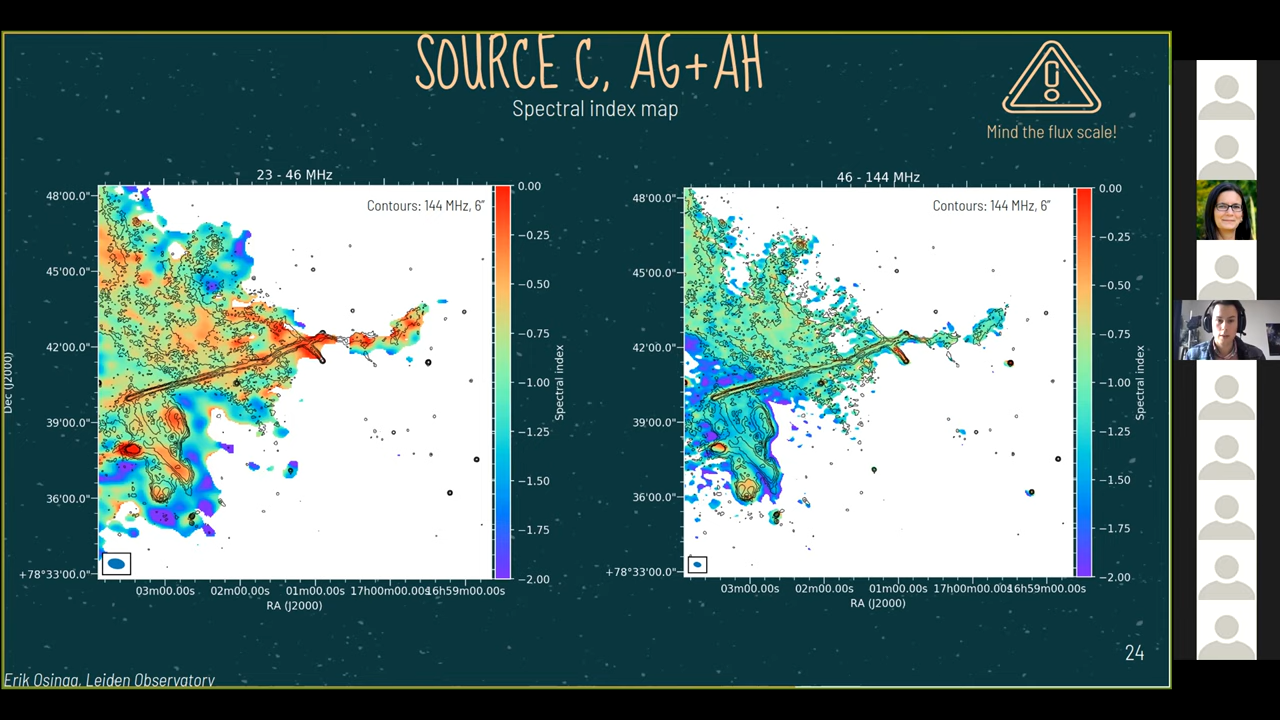 SOURCE C, AG+AH
Spectral index map
Mind the flux scale!
23 - 46 MHz
Contours: 144 MHz, 6”
48'00.0"
45'00.0"
42'00.0"
39'00.0"
36'00.0"
+78°33'00.0"
Dec (J2000)
03m00.00s
02m00.00s
01m00.00s
17h00m00.00s
16h59m00.00s
RA (J2000)
0.00
−0.25
−0.50
−0.75
−1.00
−1.25
−1.50
−1.75
−2.00
Spectral index
46 - 144 MHz
Contours: 144 MHz, 6”
48'00.0"
45'00.0"
42'00.0"
39'00.0"
36'00.0"
+78°33'00.0"
03m00.00s
02m00.00s
01m00.00s
17h00m00.00s
16h59m00.00s
RA (J2000)
0.00
−0.25
−0.50
−0.75
−1.00
−1.25
−1.50
−1.75
−2.00
Spectral index
24
Erik Osinga, Leiden Observatory